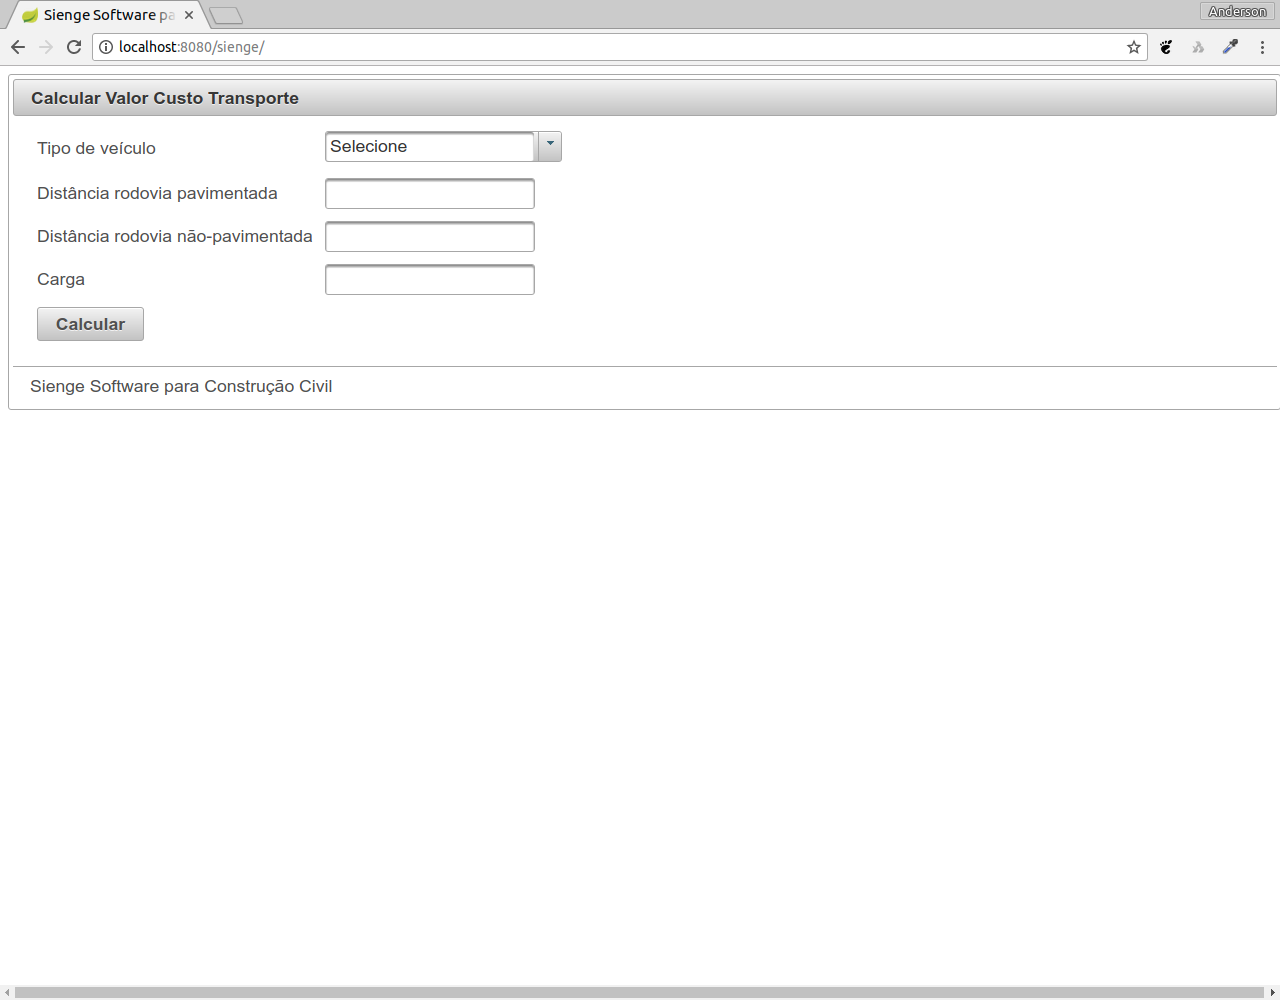 Sienge Software pa
Anderson
localhost:8080/sienge/
Calcular Valor Custo Transporte
Tipo de veículo
Selecione
Distância rodovia pavimentada
Distância rodovia não-pavimentada
Carga
Calcular
Sienge Software para Construção Civil